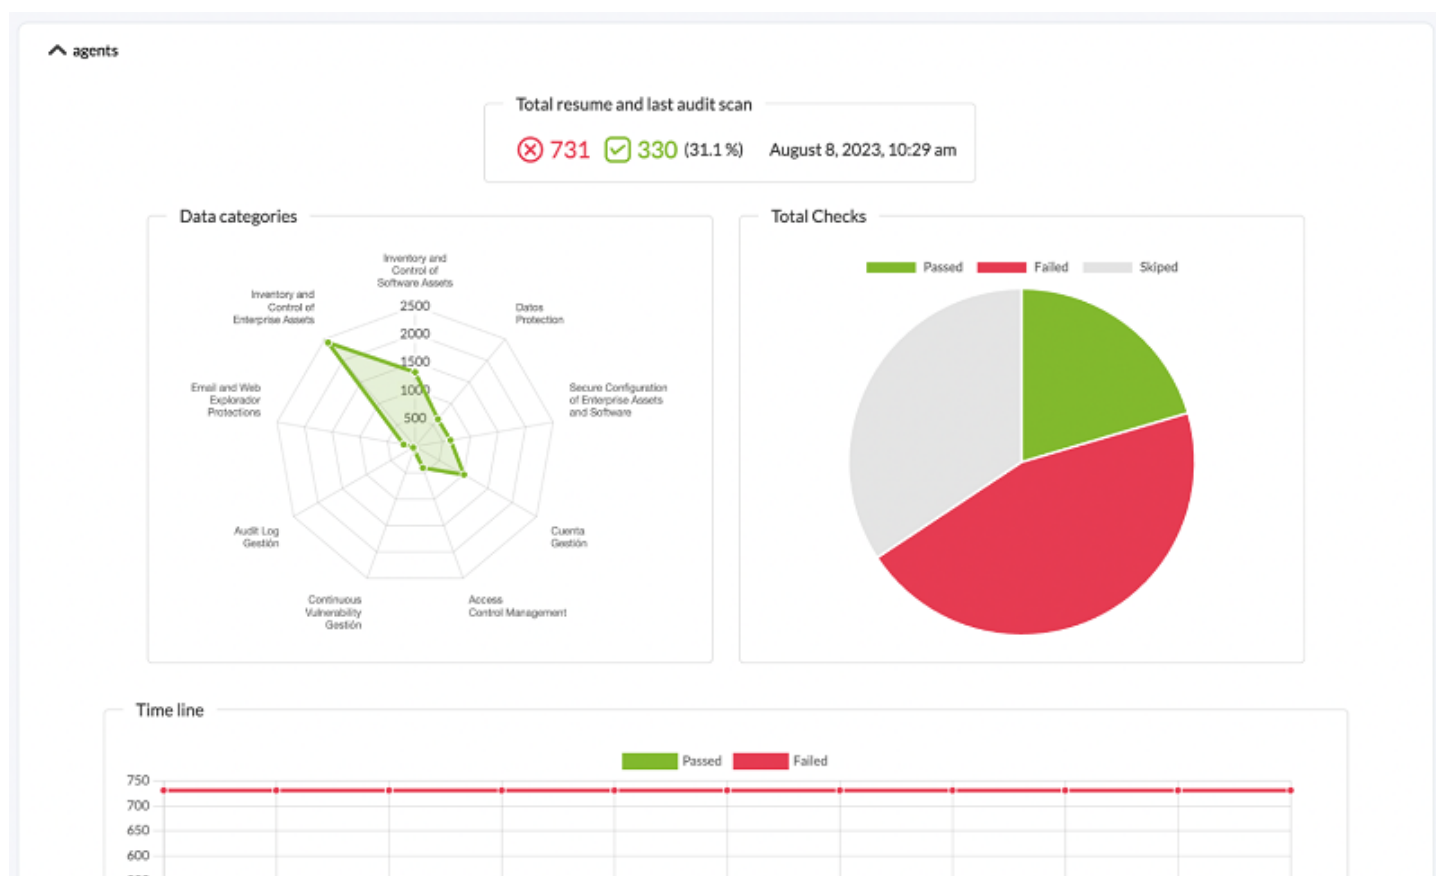 agents
Total resume and last audit scan
731 330 (31.1 %) August 8, 2023, 10:29 am
Data categories
Inventory and
Control of
Software Assets
Inventory and
Control of
Enterprise Assets
Datos
Protection
2500
2000
1500
1000
500
Email and Web
Explorador
Protections
Secure Configuration
of Enterprise Assets
and Software
Audit Log
Gestión
Cuenta
Gestión
Continuous
Vulnerability
Gestión
Access
Control Management
Total Checks
Passed Failed Skiped
Time line
Passed Failed
750
700
650
600